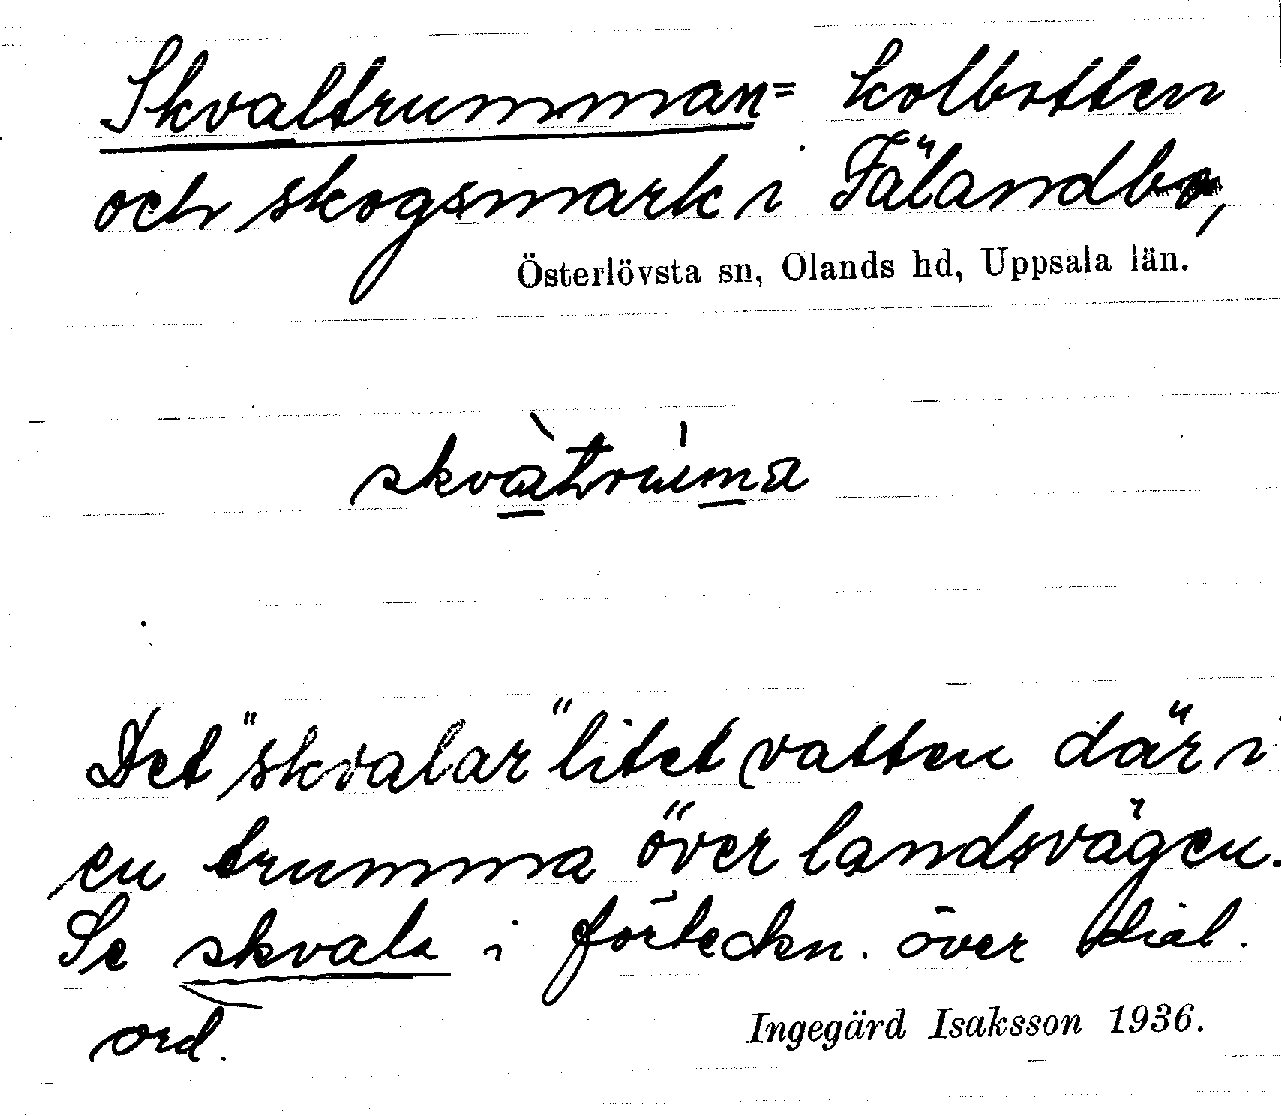 Skvaltrumman = kolbotten
och skogsmark i Fälandbo,
Österlövsta sn, Olands hd, Uppsala län.
skvàtrum̍a
Det "skvalar" litet vatten där i
en trumma över landsvägen.
Se skvala i förteckn. över dial.
ord.
Ingegärd Isaksson 1936.